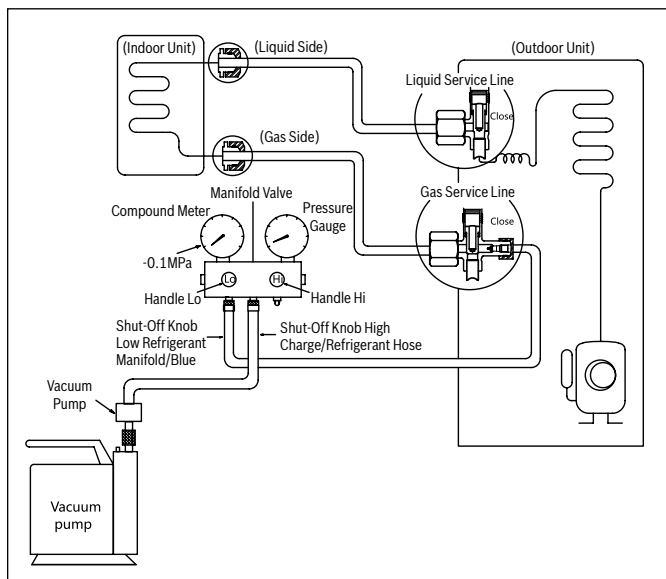 (Indoor Unit)
(Liquid Side)
(Outdoor Unit)
Liquid Service Line
Close
(Gas Side)
Gas Service Line
Close
Manifold Valve
Compound Meter
Pressure
Gauge
-0.1MPa
Lo
Hi
Handle Lo
Handle Hi
Shut-Off Knob
Low Refrigerant
Manifold/Blue
Shut-Off Knob High
Charge/Refrigerant Hose
Vacuum
Pump
Vacuum
pump